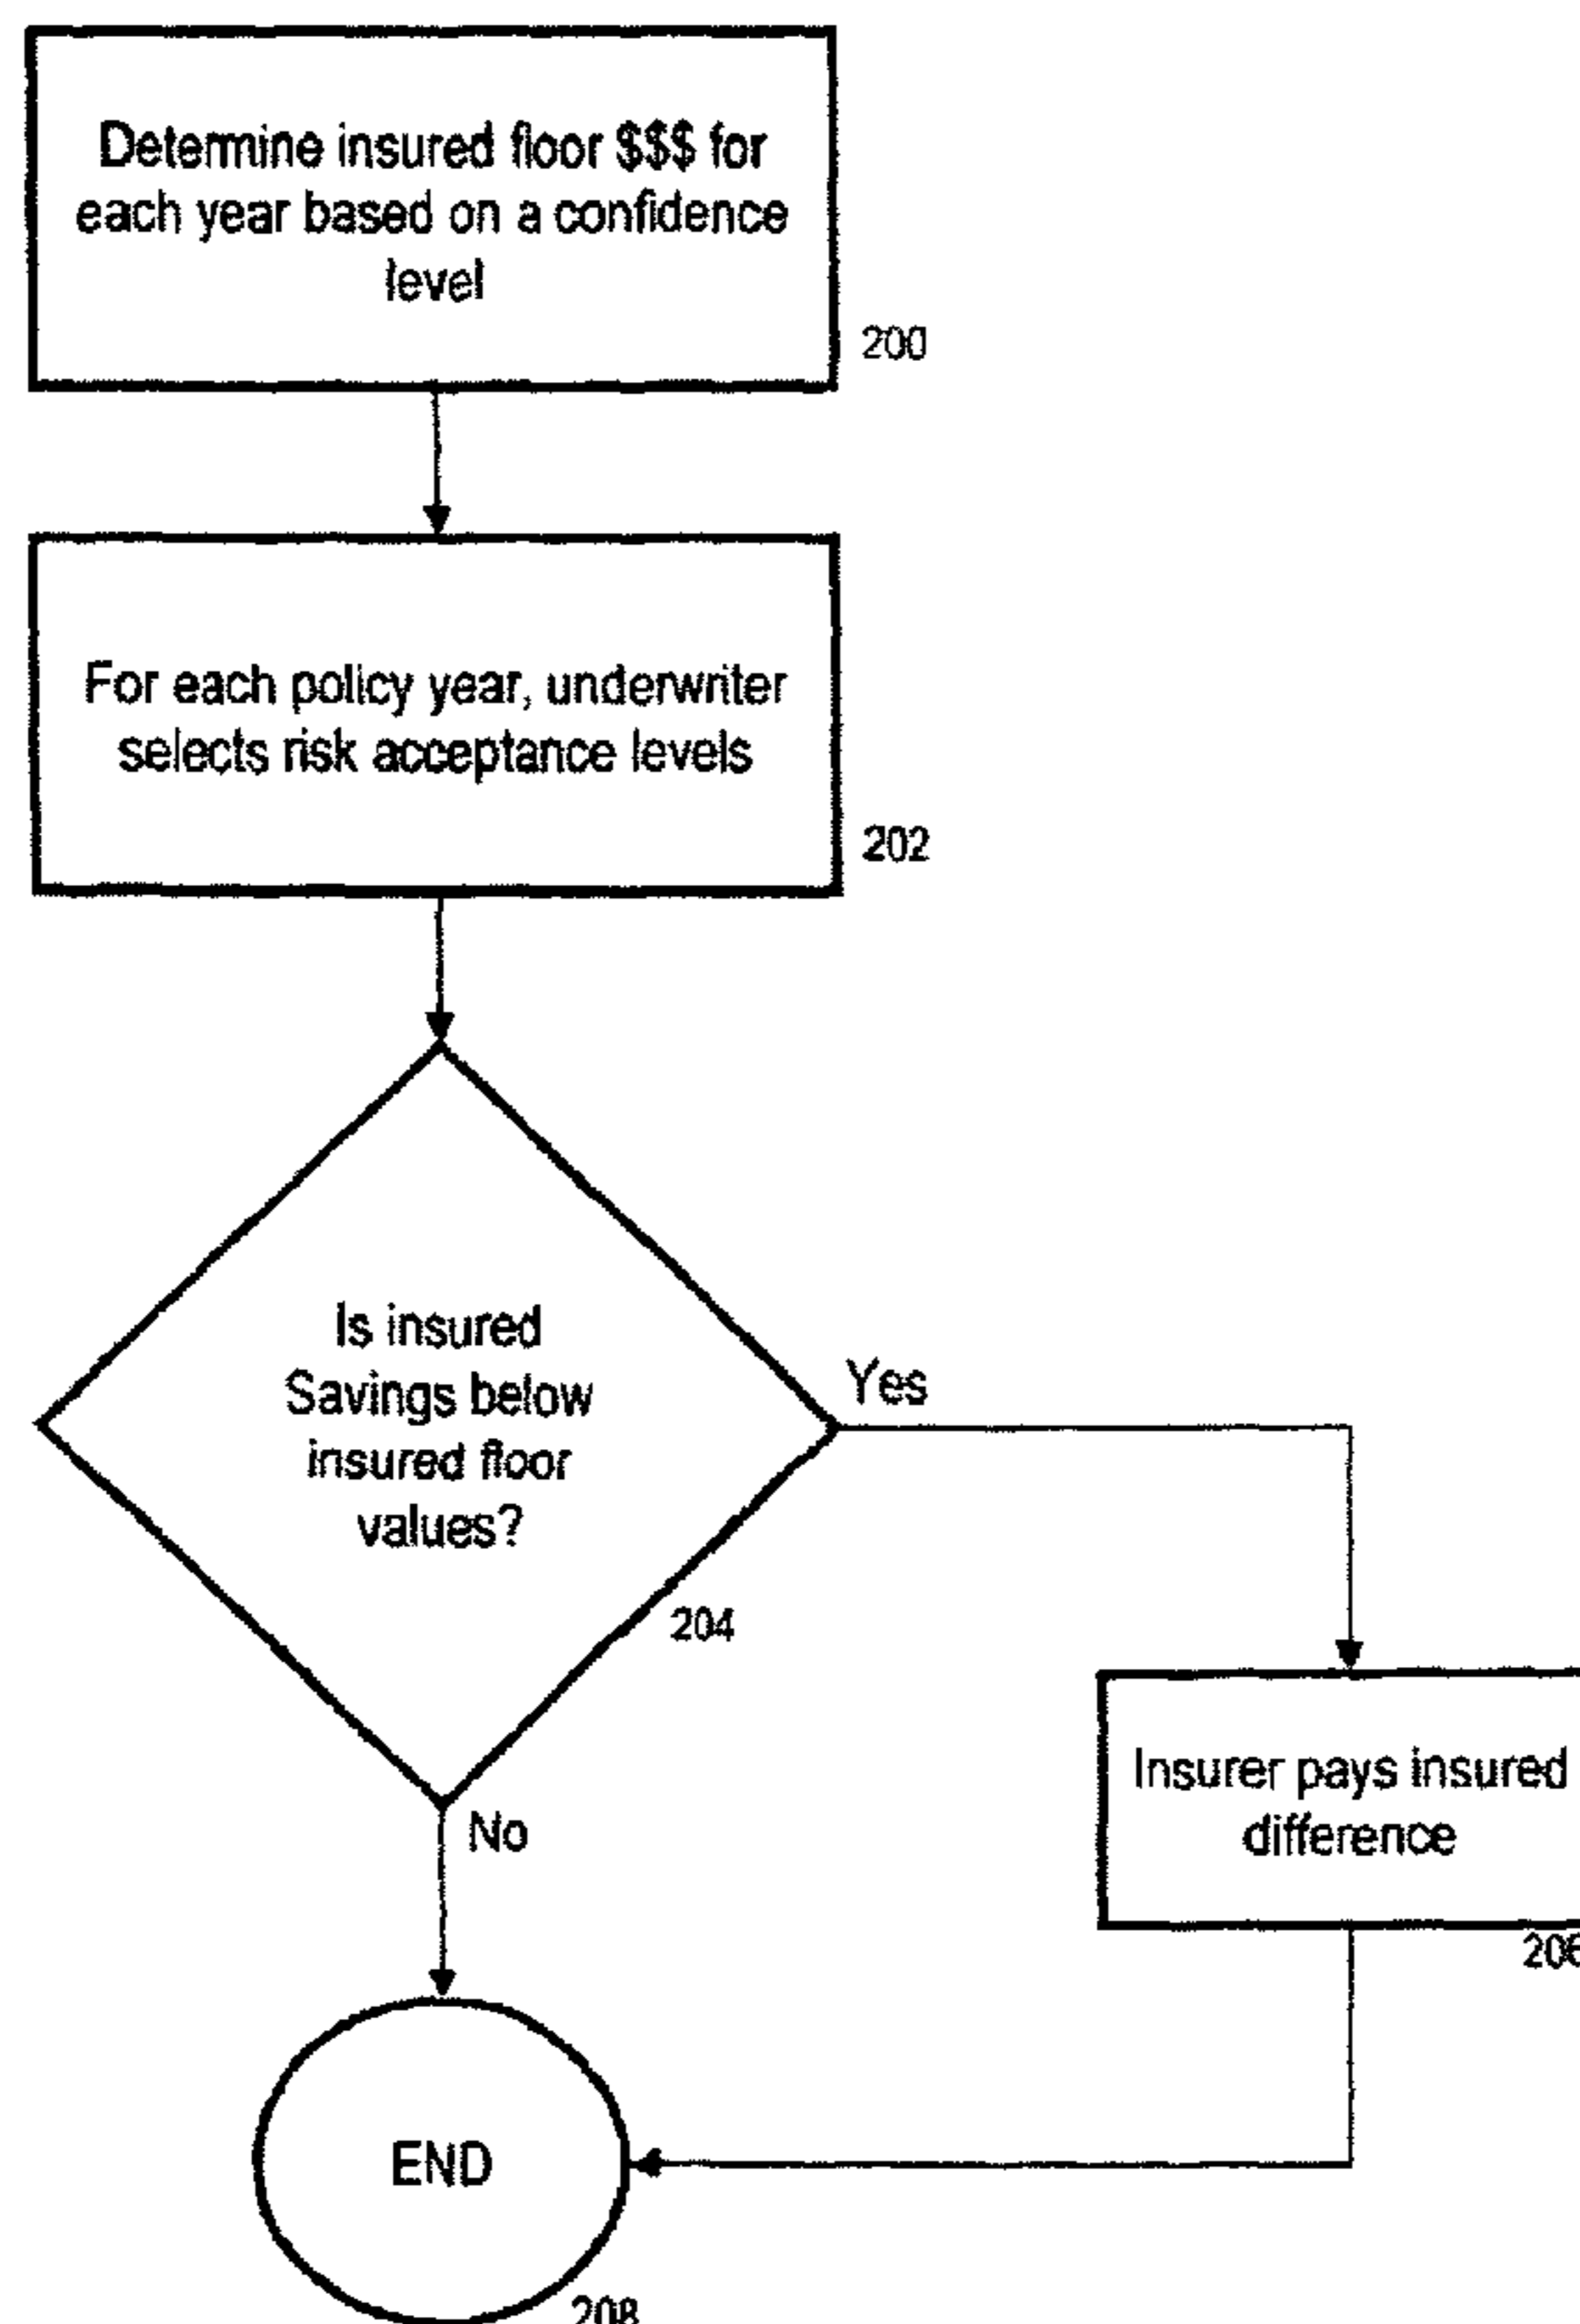 Determine insured floor $$$ for
each year based on a confidence
level
200
For each policy year, underwriter
selects risk acceptance levels
202
Is insured
Savings below
insured floor
values?
Yes
204
Insurer pays insured
difference
No
206
END
208